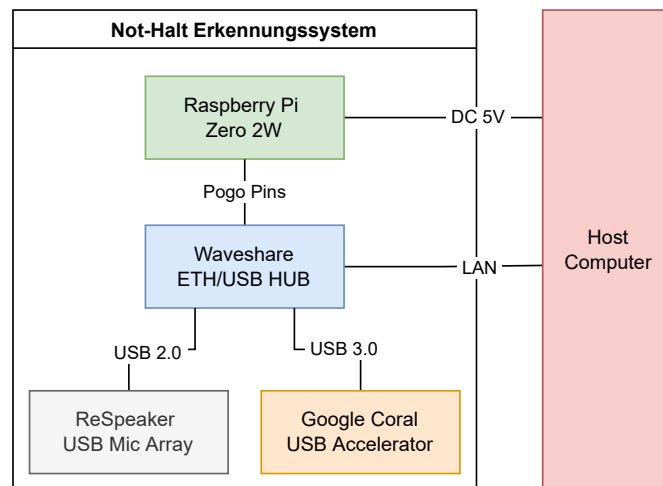 Not-Halt Erkennungssystem
Raspberry Pi
Zero 2W
DC 5V
Pogo Pins
Waveshare
ETH/USB HUB
LAN
Host
Computer
USB 2.0
USB 3.0
ReSpeaker
USB Mic Array
Google Coral
USB Accelerator